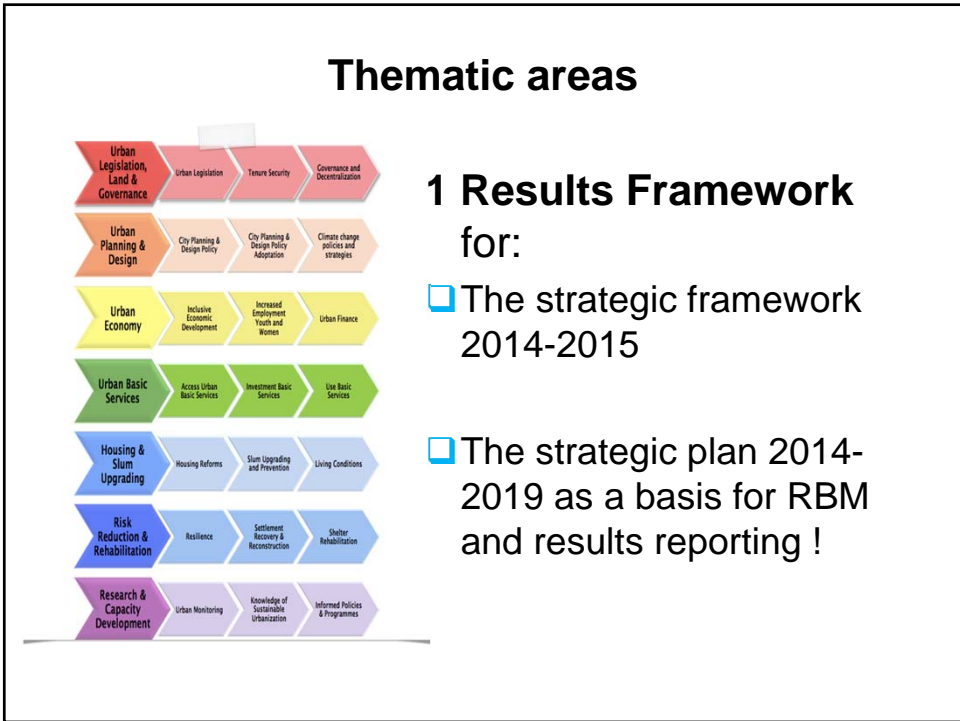 Thematic areas
Urban
Legislation,
Land &
Governance
Urban Legislation
Tenure Security
Governance and
Decentralization
Urban
Planning &
Design
City Planning &
Design Policy
City Planning &
Design Policy
Adoptation
Climate change
policies and
strategies
Urban
Economy
Inclusive
Economic
Development
Increased
Employment
Youth and
Women
Urban Finance
Urban Basic
Services
Access Urban
Basic Services
Investment Basic
Services
Use Basic
Services
Housing &
Slum
Upgrading
Housing Reforms
Slum Upgrading
and Prevention
Living Conditions
Risk
Reduction &
Rehabilitation
Resilience
Settlement
Recovery &
Reconstruction
Shelter
Rehabilitation
Research &
Capacity
Development
Urban Monitoring
Knowledge of
Sustainable
Urbanization
Informed Policies
& Programmes
1 Results Framework
for:
The strategic framework
2014-2015
The strategic plan 2014-
2019 as a basis for RBM
and results reporting !